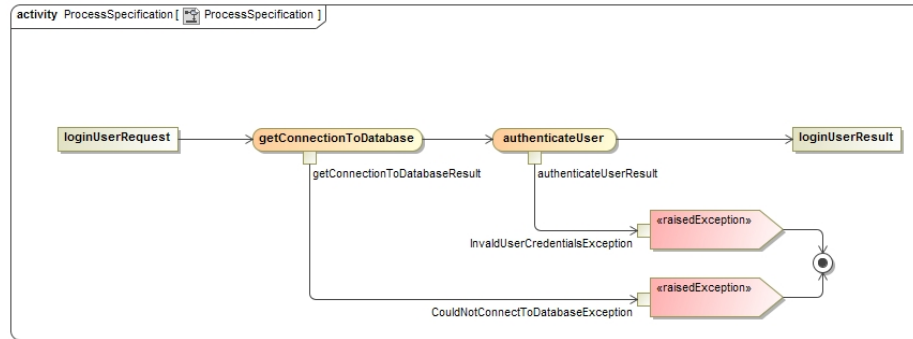 activity ProcessSpecification [ ProcessSpecification ]
loginUserRequest
getConnectionToDatabase
authenticateUser
loginUserResult
getConnectionToDatabaseResult
authenticateUserResult
«raisedException»
InvaldUserCredentialsException
«raisedException»
CouldNotConnectToDatabaseException